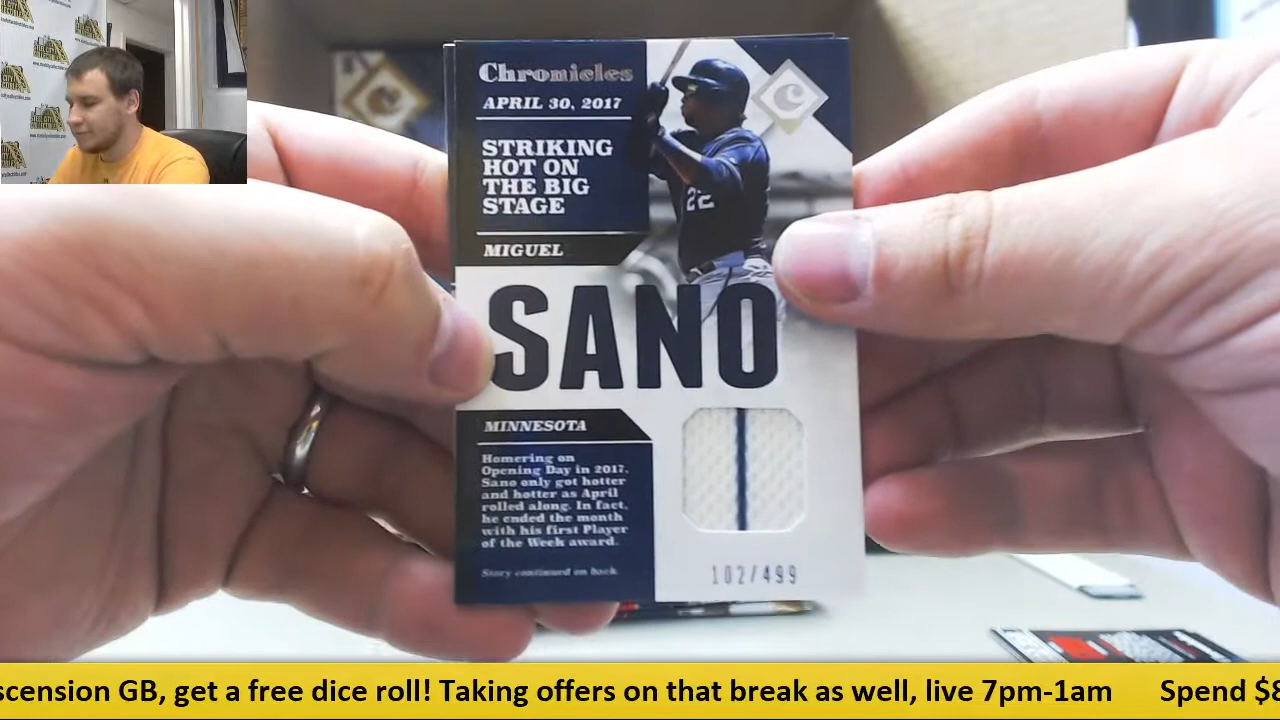 Chronicles
APRIL 30, 2017
STRIKING
HOT ON
THE BIG
STAGE
MIGUEL
22
SANO
MINNESOTA
Homering on
Opening Day in 2017,
Sano only got hotter
and hotter as April
rolled along. In fact,
he ended the month
with his first Player
of the Week award.
Story continued on back.
102/499
scension GB, get a free dice roll! Taking offers on that break as well, live 7pm-1am Spend $8